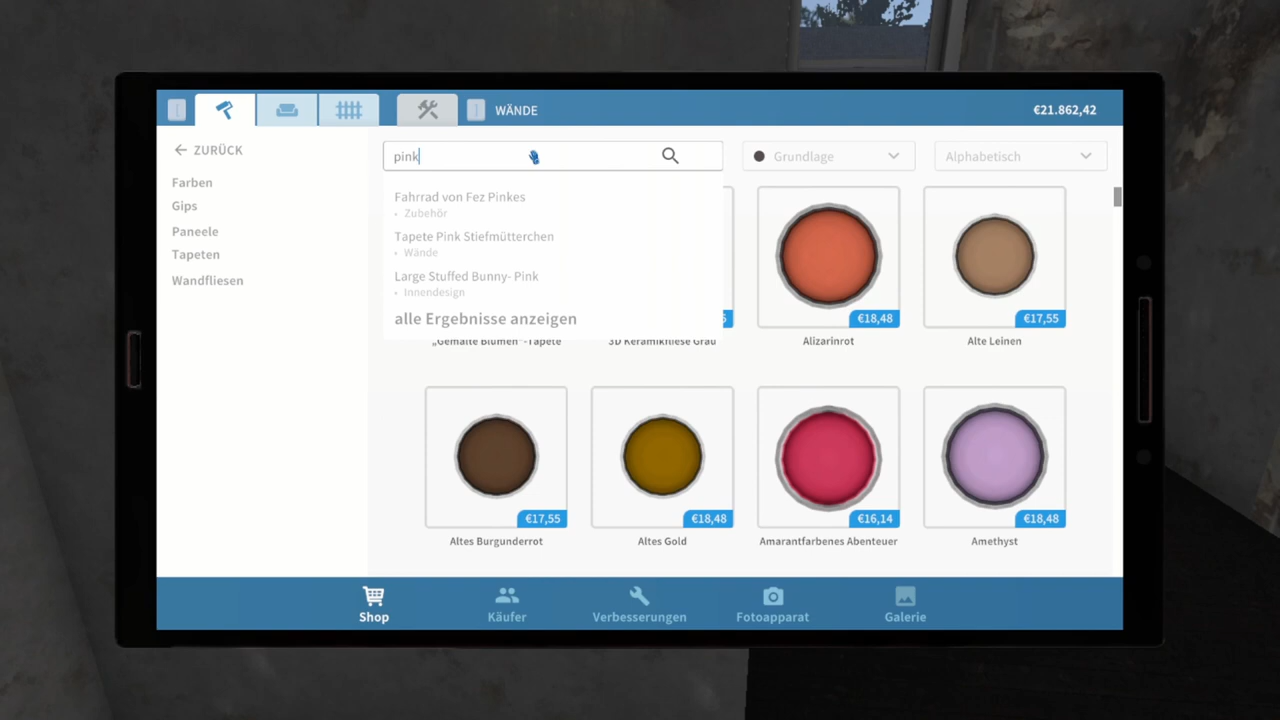 WÄNDE
€21.862,42
ZURÜCK
Farben
Gips
Paneele
Tapeten
Wandfliesen
pink
Grundlage
Alphabetisch
Fahrrad von Fez Pinkes
• Zubehör
Tapete Pink Stiefmütterchen
• Wände
Large Stuffed Bunny- Pink
• Innendesign
alle Ergebnisse anzeigen
€18,48
€17,55
„Gemalte Blumen“-Tapete
3D Keramikfliese Grau
Alizarinrot
Alte Leinen
€17,55
€18,48
€16,14
€18,48
Altes Burgunderrot
Altes Gold
Amarantfarbenes Abenteuer
Amethyst
Shop
Käufer
Verbesserungen
Fotoapparat
Galerie